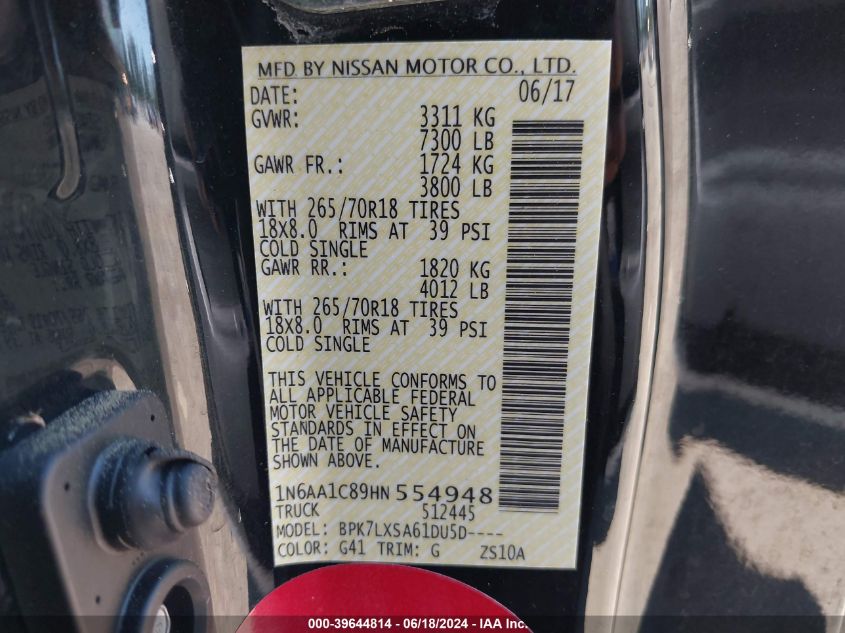 MFD. BY NISSAN MOTOR CO., LTD.
DATE: 06/17
GVWR: 3311 KG
7300 LB
GAWR FR.: 1724 KG
3800 LB
WITH 265/70R18 TIRES
18X8.0 RIMS AT 39 PSI
COLD SINGLE
GAWR RR.: 1820 KG
4012 LB
WITH 265/70R18 TIRES
18X8.0 RIMS AT 39 PSI
COLD SINGLE
THIS VEHICLE CONFORMS TO
ALL APPLICABLE FEDERAL
MOTOR VEHICLE SAFETY
STANDARDS IN EFFECT ON
THE DATE OF MANUFACTURE
SHOWN ABOVE.
1N6AA1C89HN 554948
TRUCK 512445
MODEL: BPK7LXSA61DU5D----
COLOR: G41 TRIM: G ZS10A
000-39644814 - 06/18/2024 - IAA Inc.